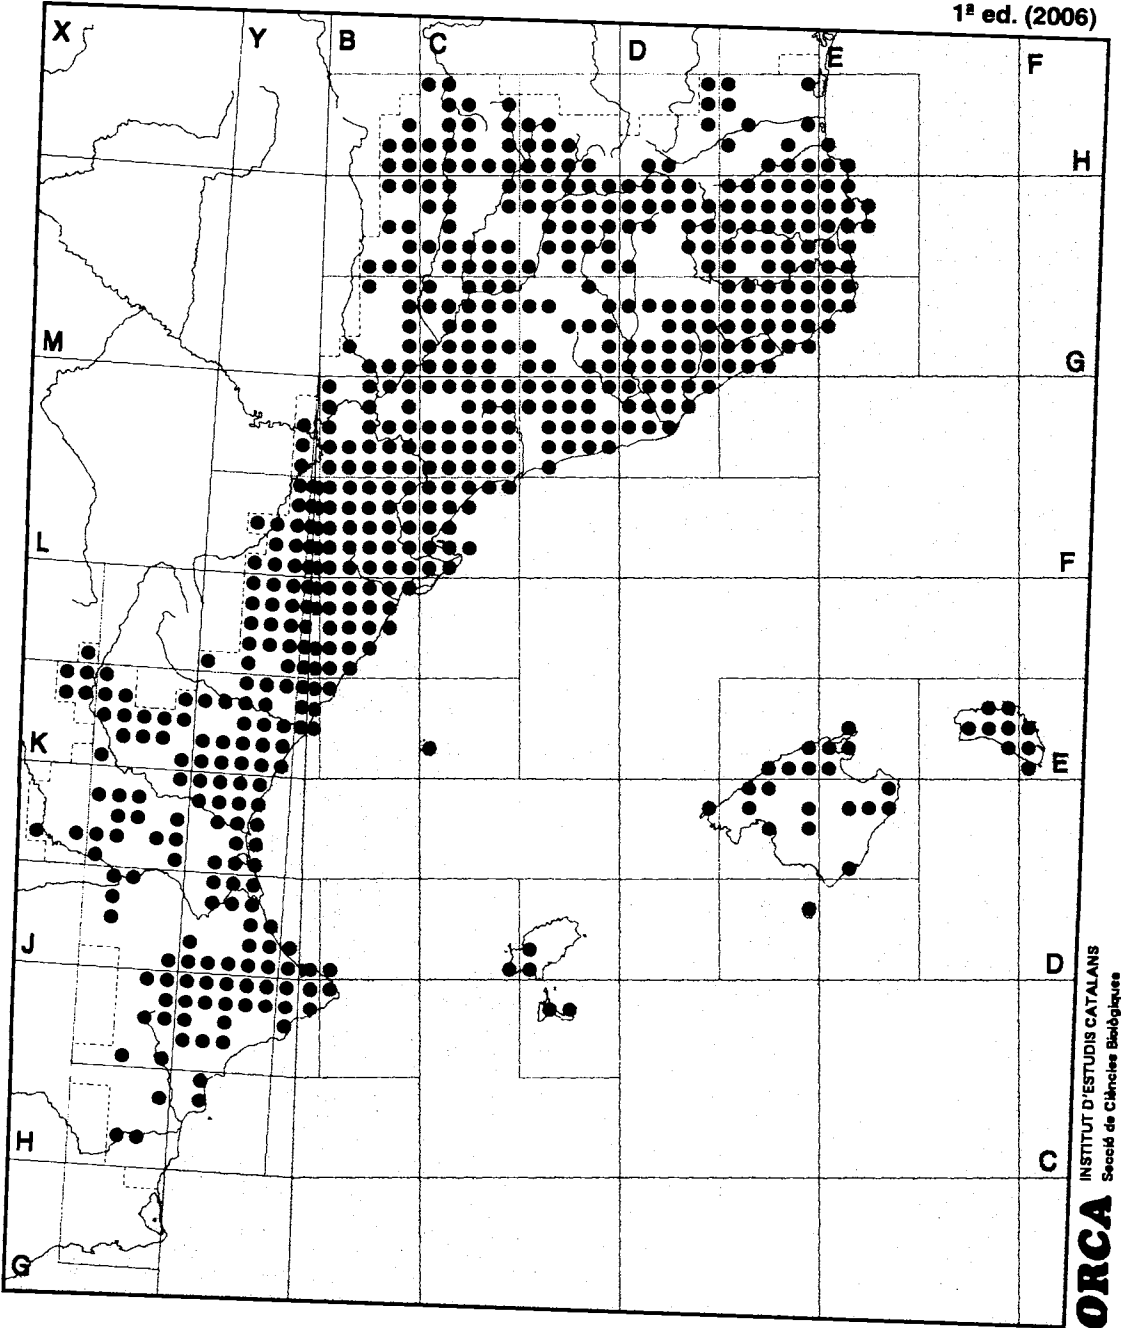 1ª ed. (2006)
X
Y
B
C
D
E
F
H
M
G
L
F
K
E
J
D
H
C
G
ORCA
INSTITUT D'ESTUDIS CATALANS
Secció de Ciències Biològiques